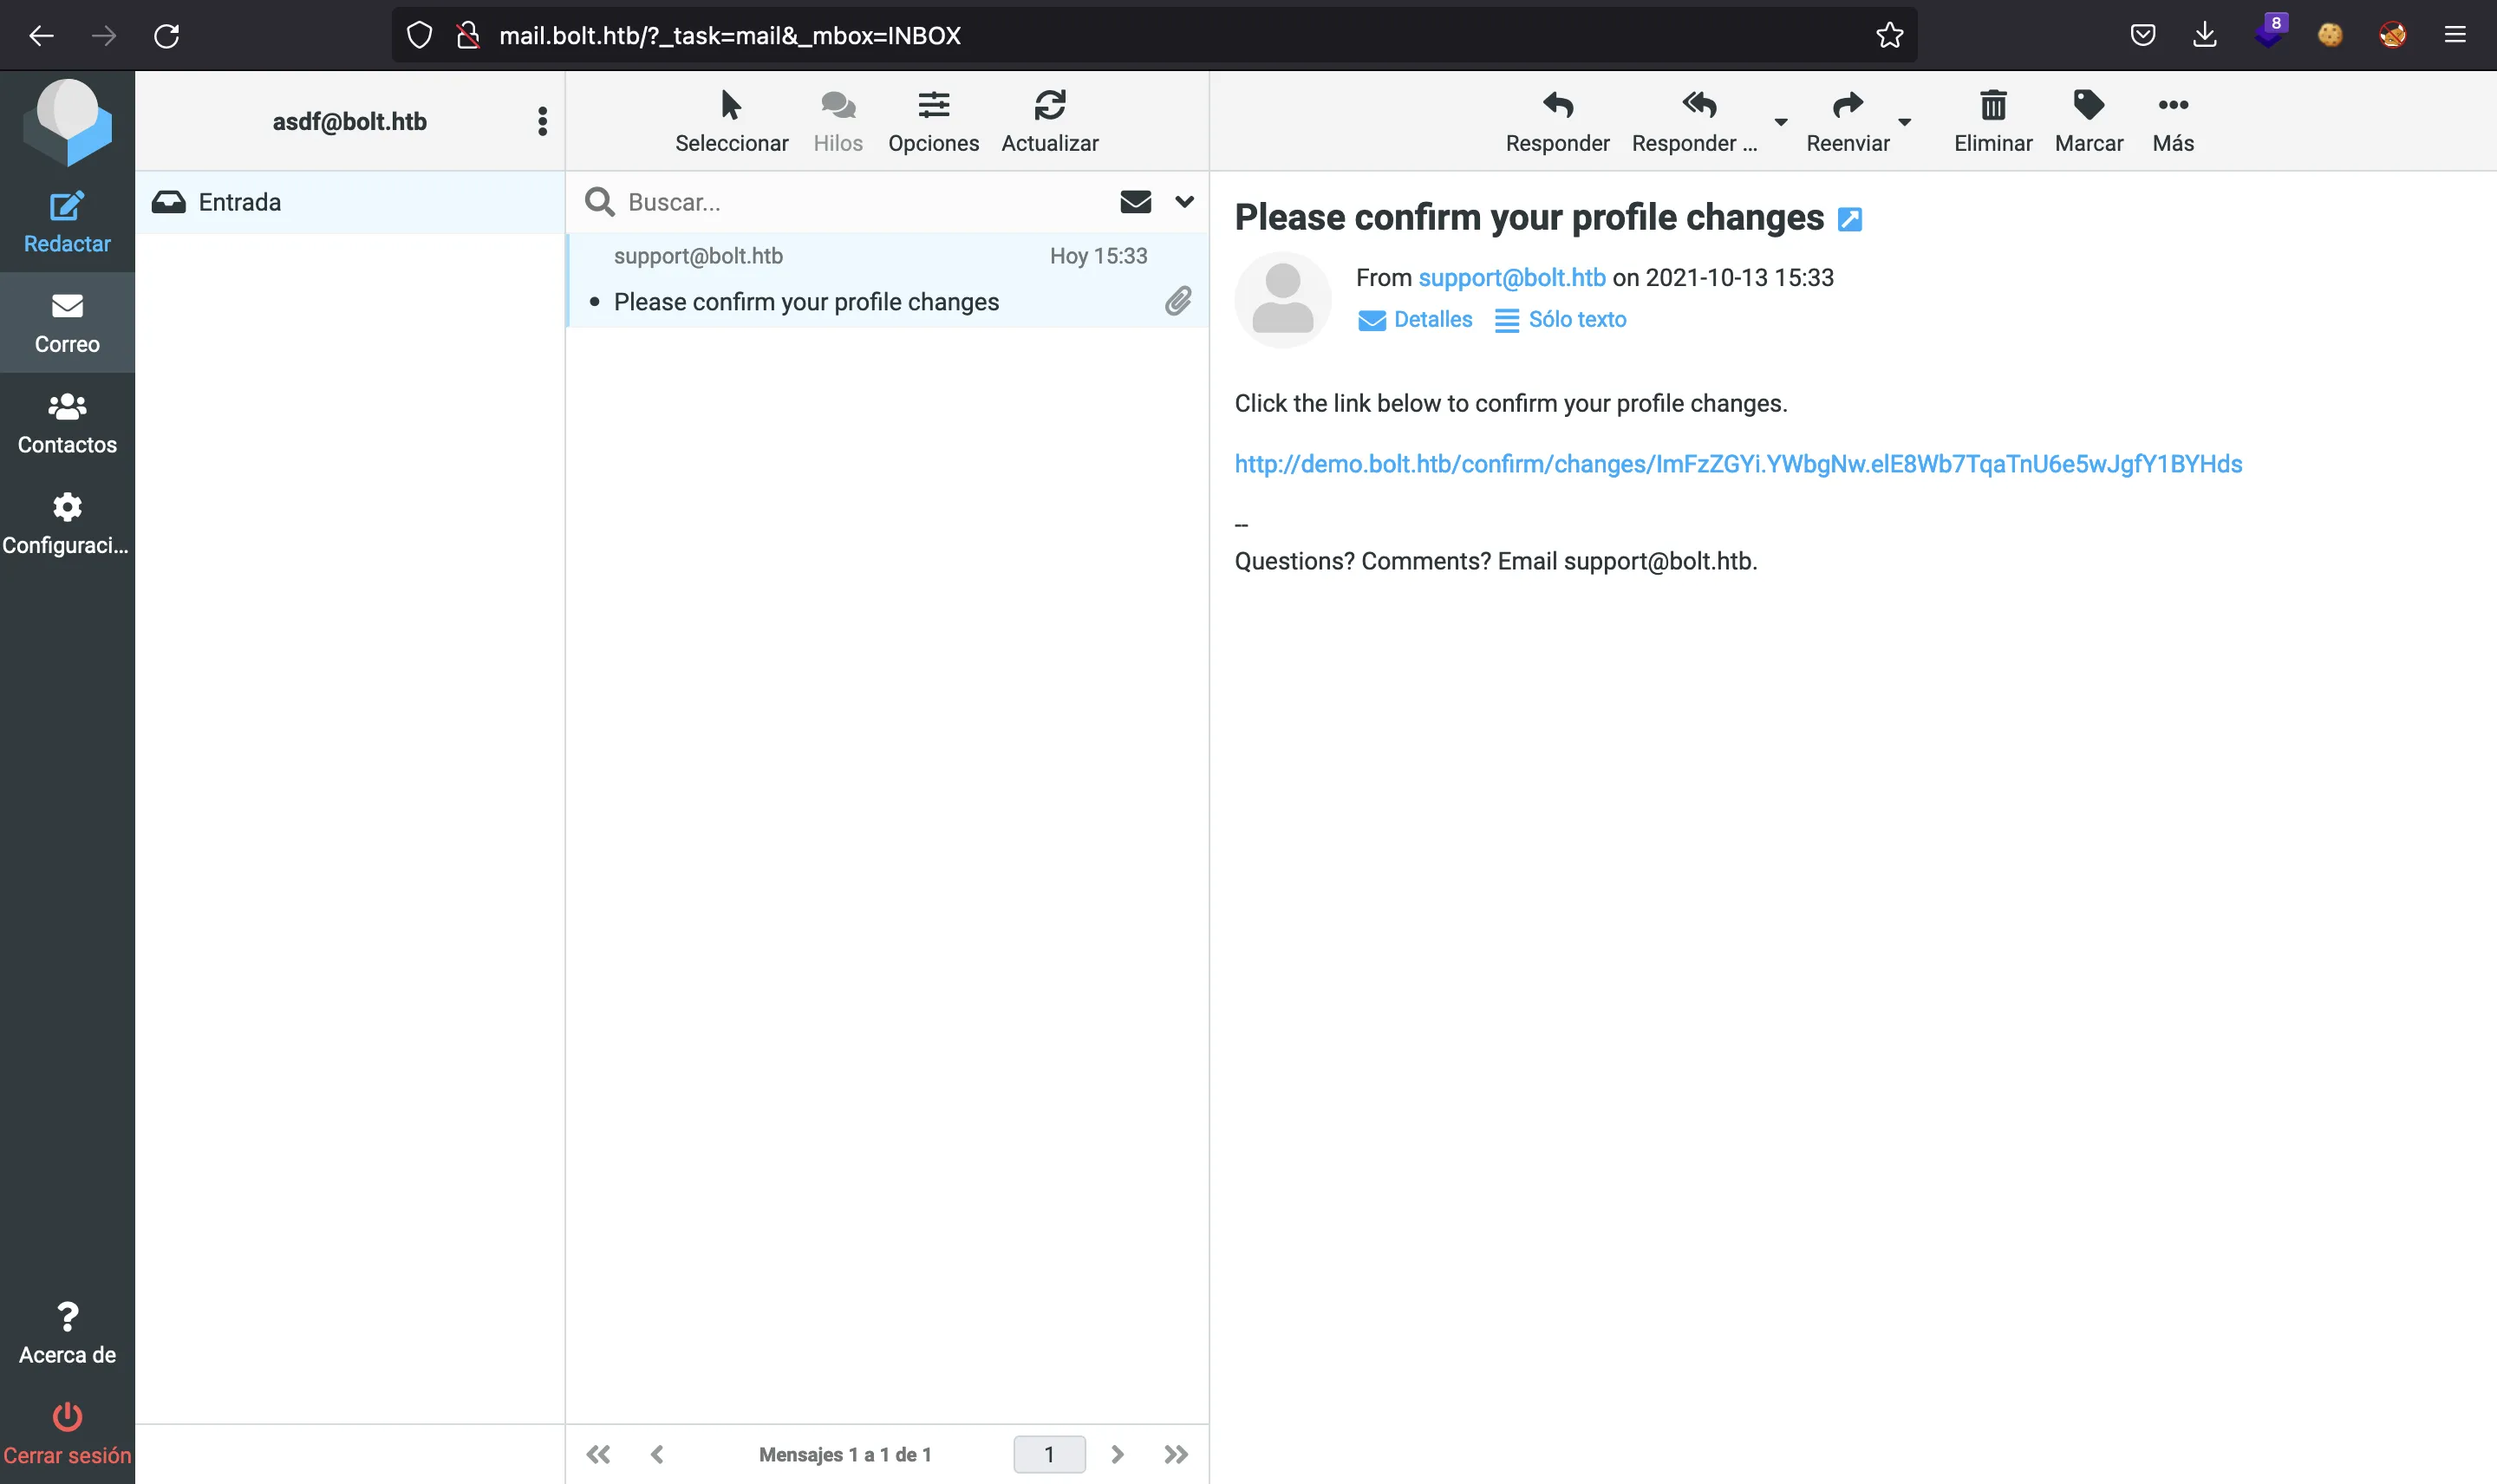 mail.bolt.htb/?_task=mail&_mbox=INBOX
8
asdf@bolt.htb
Seleccionar
Hilos
Opciones
Actualizar
Responder
Responder ...
Reenviar
Eliminar
Marcar
Más
Redactar
Correo
Contactos
Configuraci...
Acerca de
Cerrar sesión
Entrada
Buscar...
support@bolt.htb Hoy 15:33
Please confirm your profile changes
Mensajes 1 a 1 de 1
1
Please confirm your profile changes
From support@bolt.htb on 2021-10-13 15:33
Detalles Sólo texto
Click the link below to confirm your profile changes.
http://demo.bolt.htb/confirm/changes/ImFzZGYi.YWbgNw.elE8Wb7TqaTnU6e5wJgfY1BYHds
--
Questions? Comments? Email support@bolt.htb.